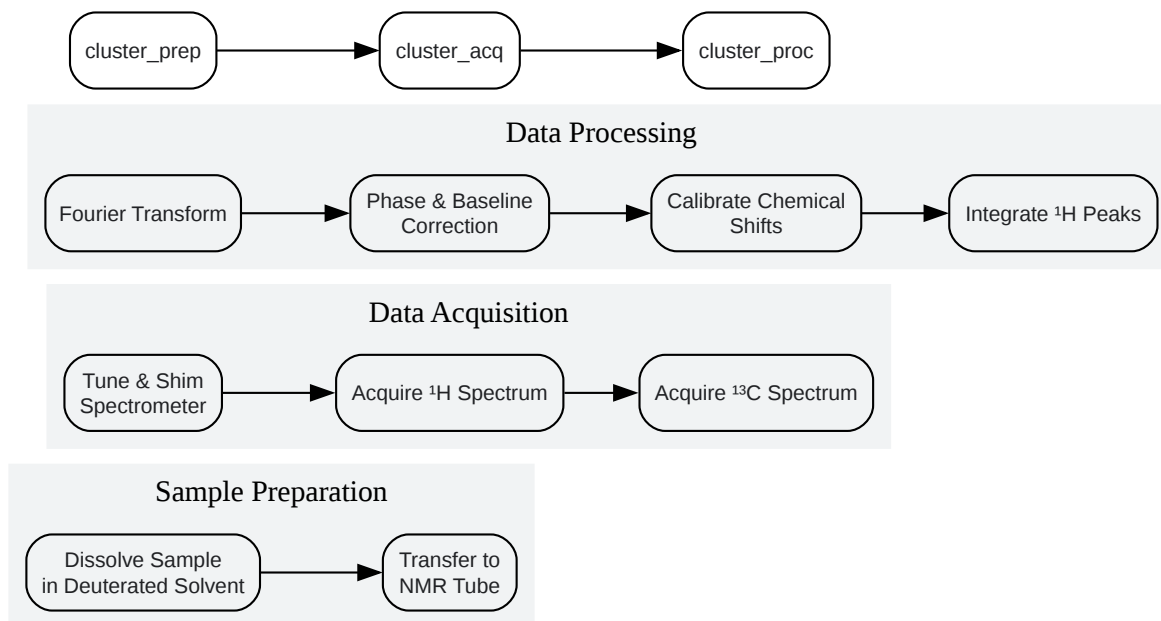 cluster_prep
cluster_acq
cluster_proc
Data Processing
Fourier Transform
Phase & Baseline
Correction
Calibrate Chemical
Shifts
Integrate ¹H Peaks
Data Acquisition
Tune & Shim
Spectrometer
Acquire ¹H Spectrum
Acquire ¹³C Spectrum
Sample Preparation
Dissolve Sample
in Deuterated Solvent
Transfer to
NMR Tube